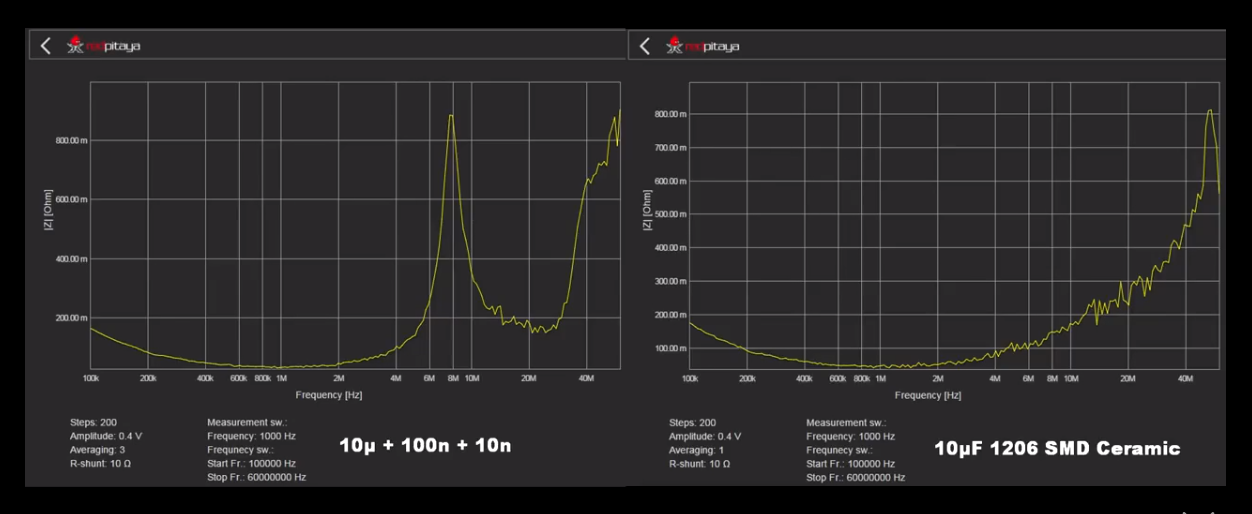 redpitaya
800.00 m
600.00 m
400.00 m
200.00 m
|Z| [Ohm]
100k 200k 400k 600k 800k 1M 2M 4M 6M 8M 10M 20M 40M
Frequency [Hz]
Steps: 200
Amplitude: 0.4 V
Averaging: 3
R-shunt: 10 Ω
Measurement sw.:
Frequency: 1000 Hz
Frequnecy sw.:
Start Fr.: 100000 Hz
Stop Fr.: 60000000 Hz
10µ + 100n + 10n
redpitaya
800.00 m
700.00 m
600.00 m
500.00 m
400.00 m
300.00 m
200.00 m
100.00 m
|Z| [Ohm]
100k 200k 400k 600k 800k 1M 2M 4M 6M 8M 10M 20M 40M
Frequency [Hz]
Steps: 200
Amplitude: 0.4 V
Averaging: 1
R-shunt: 10 Ω
Measurement sw.:
Frequency: 1000 Hz
Frequnecy sw.:
Start Fr.: 100000 Hz
Stop Fr.: 60000000 Hz
10µF 1206 SMD Ceramic